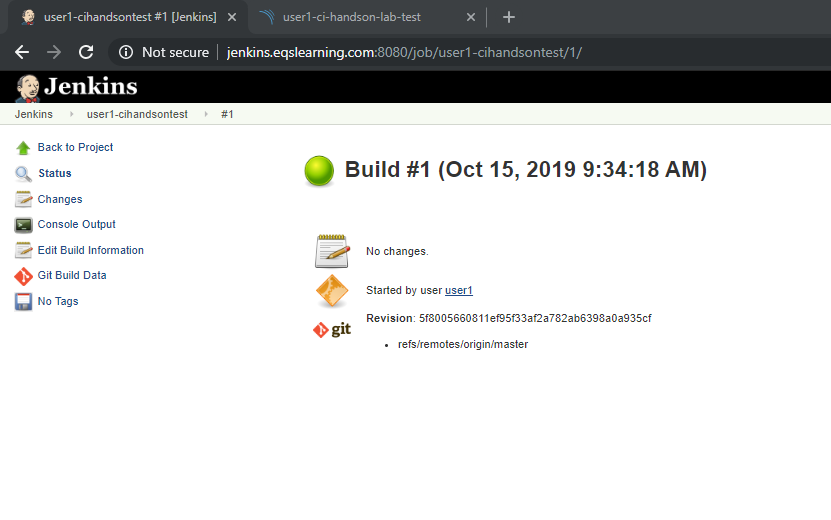 user1-cihandsontest #1 [Jenkins]
user1-ci-handson-lab-test
Not secure
jenkins.eqslearning.com:8080/job/user1-cihandsontest/1/
Jenkins
Jenkins user1-cihandsontest #1
Back to Project
Status
Changes
Console Output
Edit Build Information
Git Build Data
No Tags
Build #1 (Oct 15, 2019 9:34:18 AM)
No changes.
Started by user user1
git
Revision: 5f8005660811ef95f33af2a782ab6398a0a935cf
refs/remotes/origin/master